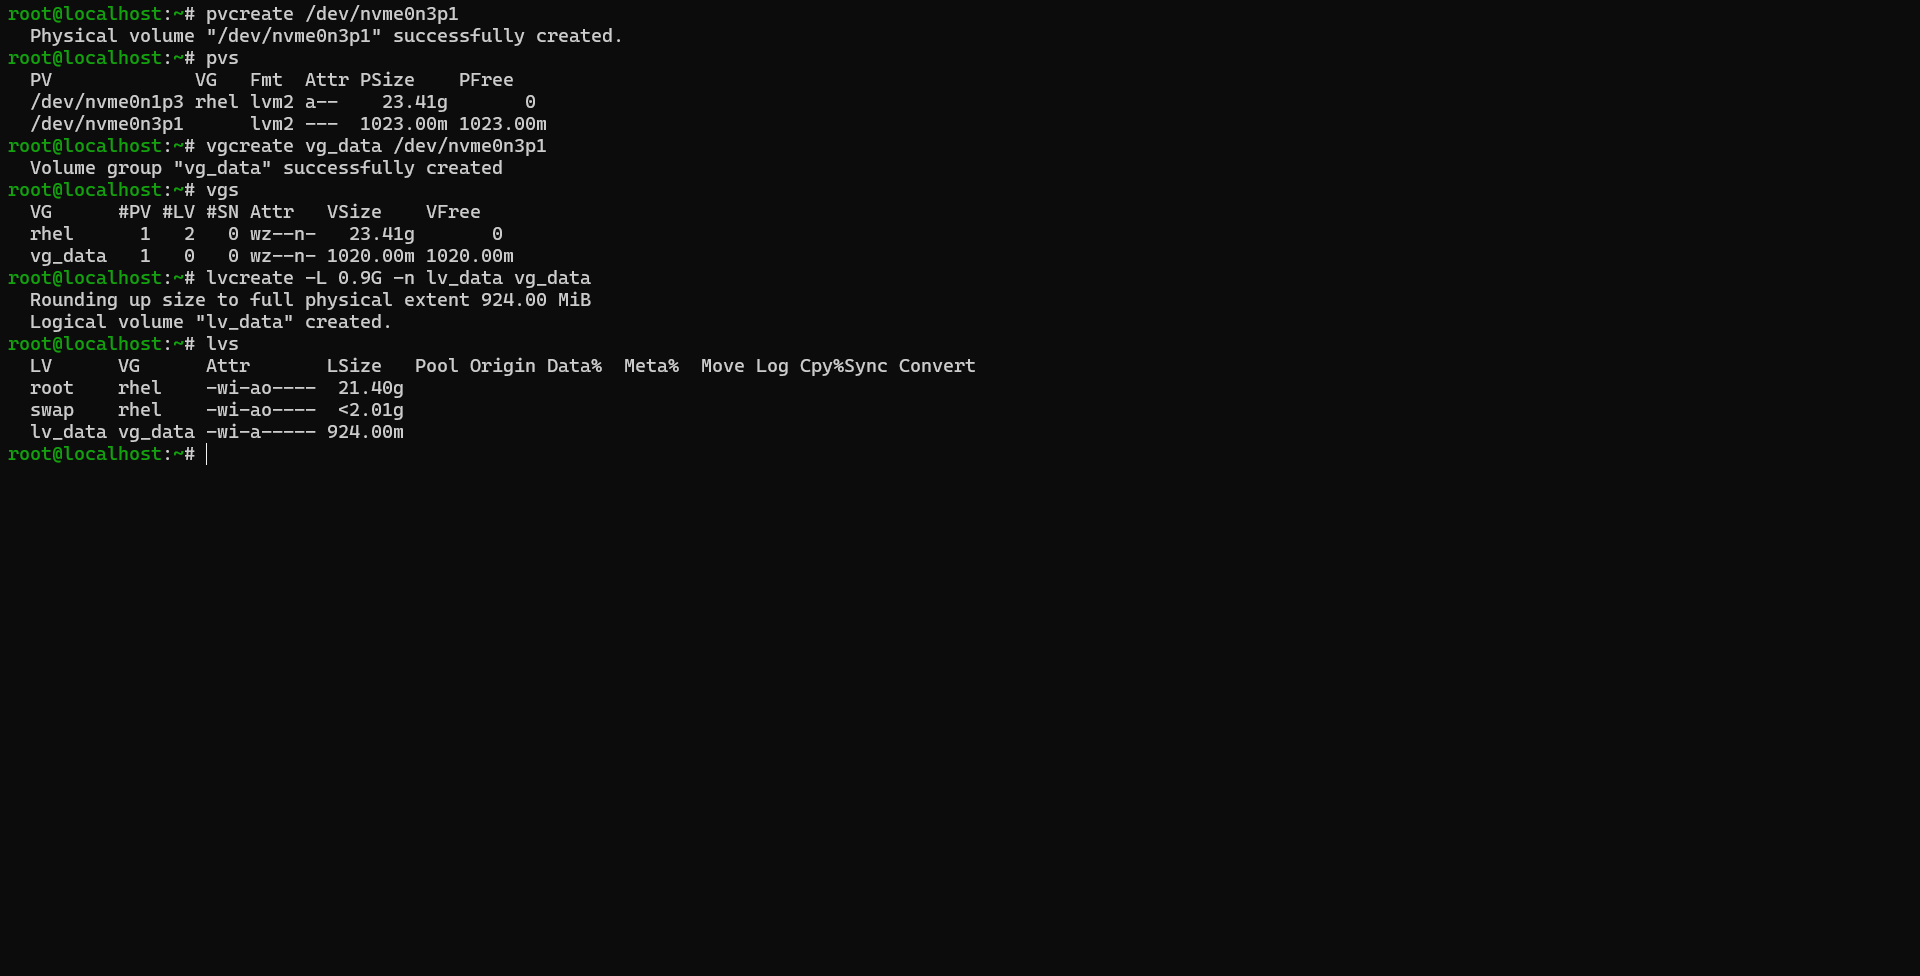 root@localhost:~# pvcreate /dev/nvme0n3p1
  Physical volume "/dev/nvme0n3p1" successfully created.
root@localhost:~# pvs
  PV             VG   Fmt  Attr PSize    PFree
  /dev/nvme0n1p3 rhel lvm2 a--    23.41g       0
  /dev/nvme0n3p1      lvm2 ---  1023.00m 1023.00m
root@localhost:~# vgcreate vg_data /dev/nvme0n3p1
  Volume group "vg_data" successfully created
root@localhost:~# vgs
  VG      #PV #LV #SN Attr   VSize    VFree
  rhel      1   2   0 wz--n-   23.41g       0
  vg_data   1   0   0 wz--n- 1020.00m 1020.00m
root@localhost:~# lvcreate -L 0.9G -n lv_data vg_data
  Rounding up size to full physical extent 924.00 MiB
  Logical volume "lv_data" created.
root@localhost:~# lvs
  LV      VG      Attr       LSize   Pool Origin Data%  Meta%  Move Log Cpy%Sync Convert
  root    rhel    -wi-ao----  21.40g
  swap    rhel    -wi-ao----  <2.01g
  lv_data vg_data -wi-a----- 924.00m
root@localhost:~#